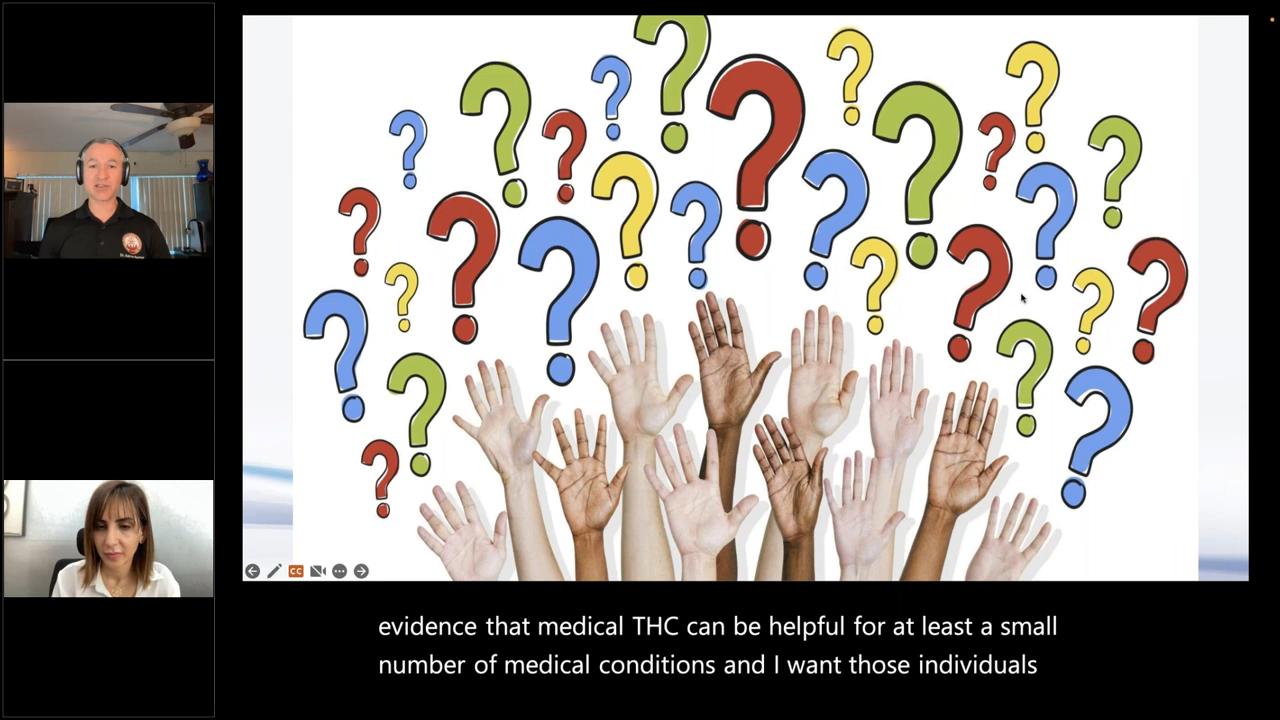 CC
evidence that medical THC can be helpful for at least a small
number of medical conditions and I want those individuals